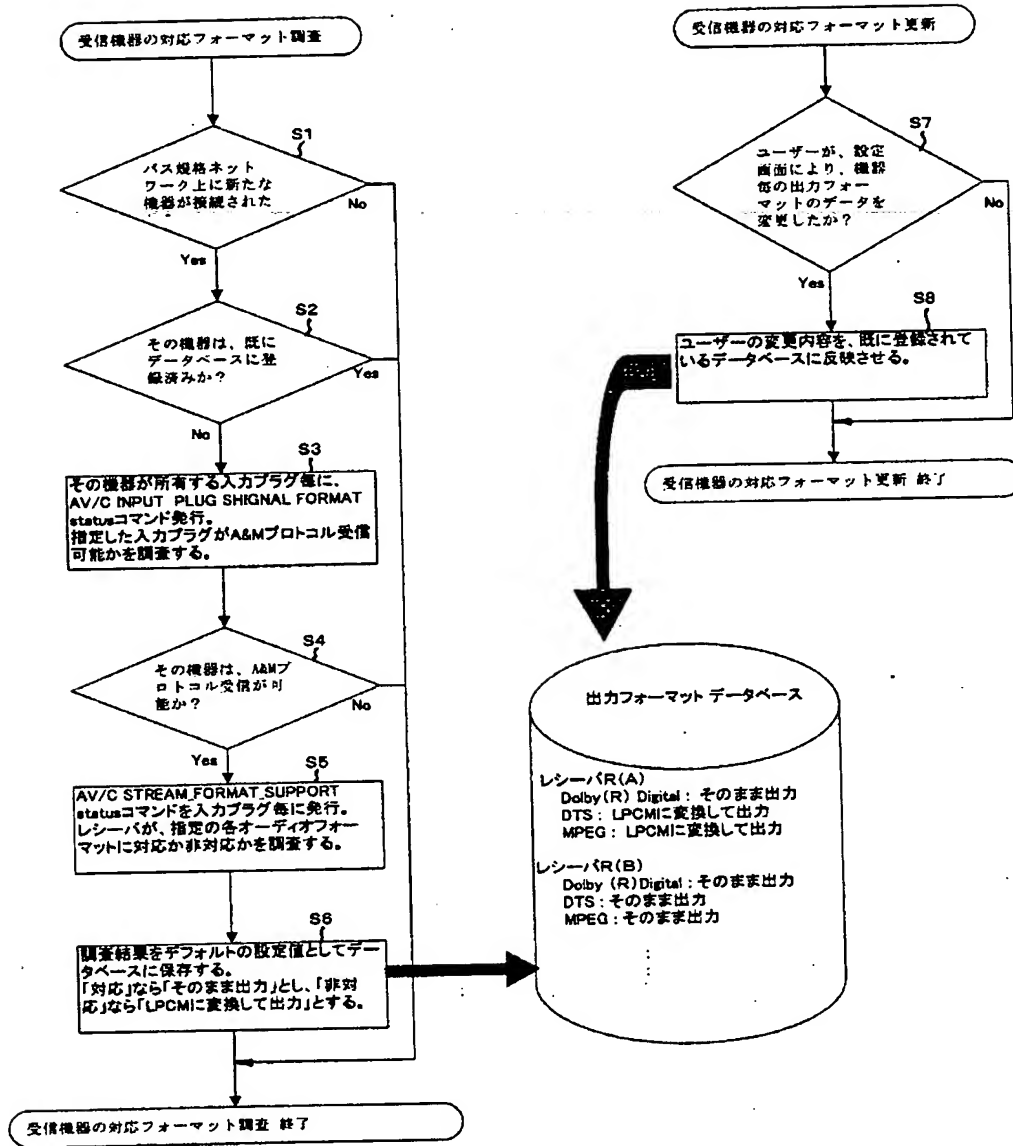 受信機器の対応フォーマット調査
S1
バス規格ネット
ワーク上に新たな
機器が接続された
No
Yes
S2
その機器は、既に
データベースに登
録済みか？
Yes
No
S3
その機器が所有する入力プラグ毎に、
AV/C INPUT PLUG SHIGNAL FORMAT
statusコマンド発行。
指定した入力プラグがA&Mプロトコル受信
可能かを調査する。
S4
その機器は、A&Mプ
ロトコル受信が可
能か？
No
Yes
S5
AV/C STREAM_FORMAT_SUPPORT
statusコマンドを入力プラグ毎に発行。
レシーバが、指定の各オーディオフォー
マットに対応か非対応かを調査する。
S6
調査結果をデフォルトの設定値としてデー
タベースに保存する。
「対応」なら「そのまま出力」とし、「非対
応」なら「LPCMに変換して出力」とする。
受信機器の対応フォーマット調査 終了
受信機器の対応フォーマット更新
S7
ユーザーが、設定
画面により、機器
毎の出力フォー
マットのデータを
変更したか？
No
Yes
S8
ユーザーの変更内容を、既に登録されて
いるデータベースに反映させる。
受信機器の対応フォーマット更新 終了
出力フォーマット データベース
レシーバR(A)
Dolby(R) Digital : そのまま出力
DTS : LPCMに変換して出力
MPEG : LPCMに変換して出力
レシーバR(B)
Dolby (R) Digital : そのまま出力
DTS : そのまま出力
MPEG : そのまま出力